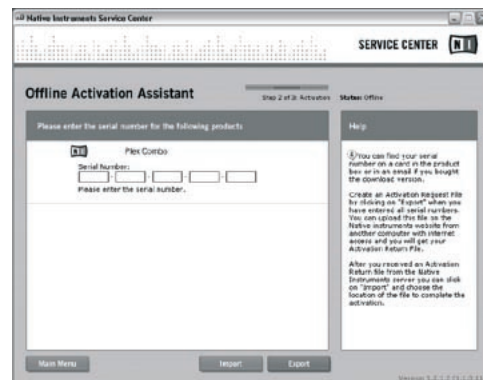 Native Instruments Service Center
SERVICE CENTER
Offline Activation Assistant
Step 2 of 3: Activation
Status: Offline
Please enter the serial number for the following products
Plex Combo
Serial Number:
Please enter the serial number.
Help
You can find your serial
number on a card in the product
box or in an email if you bought
the download version.
Create an Activation Request File
by clicking on "Export" when you
have entered all serial numbers.
You can upload this file on the
Native Instruments website from
another computer with internet
access and you will get your
Activation Return File.
After you received an Activation
Return file from the Native
Instruments server you can click
on "Import" and choose the
location of the file to complete the
activation.
Main Menu
Import
Export